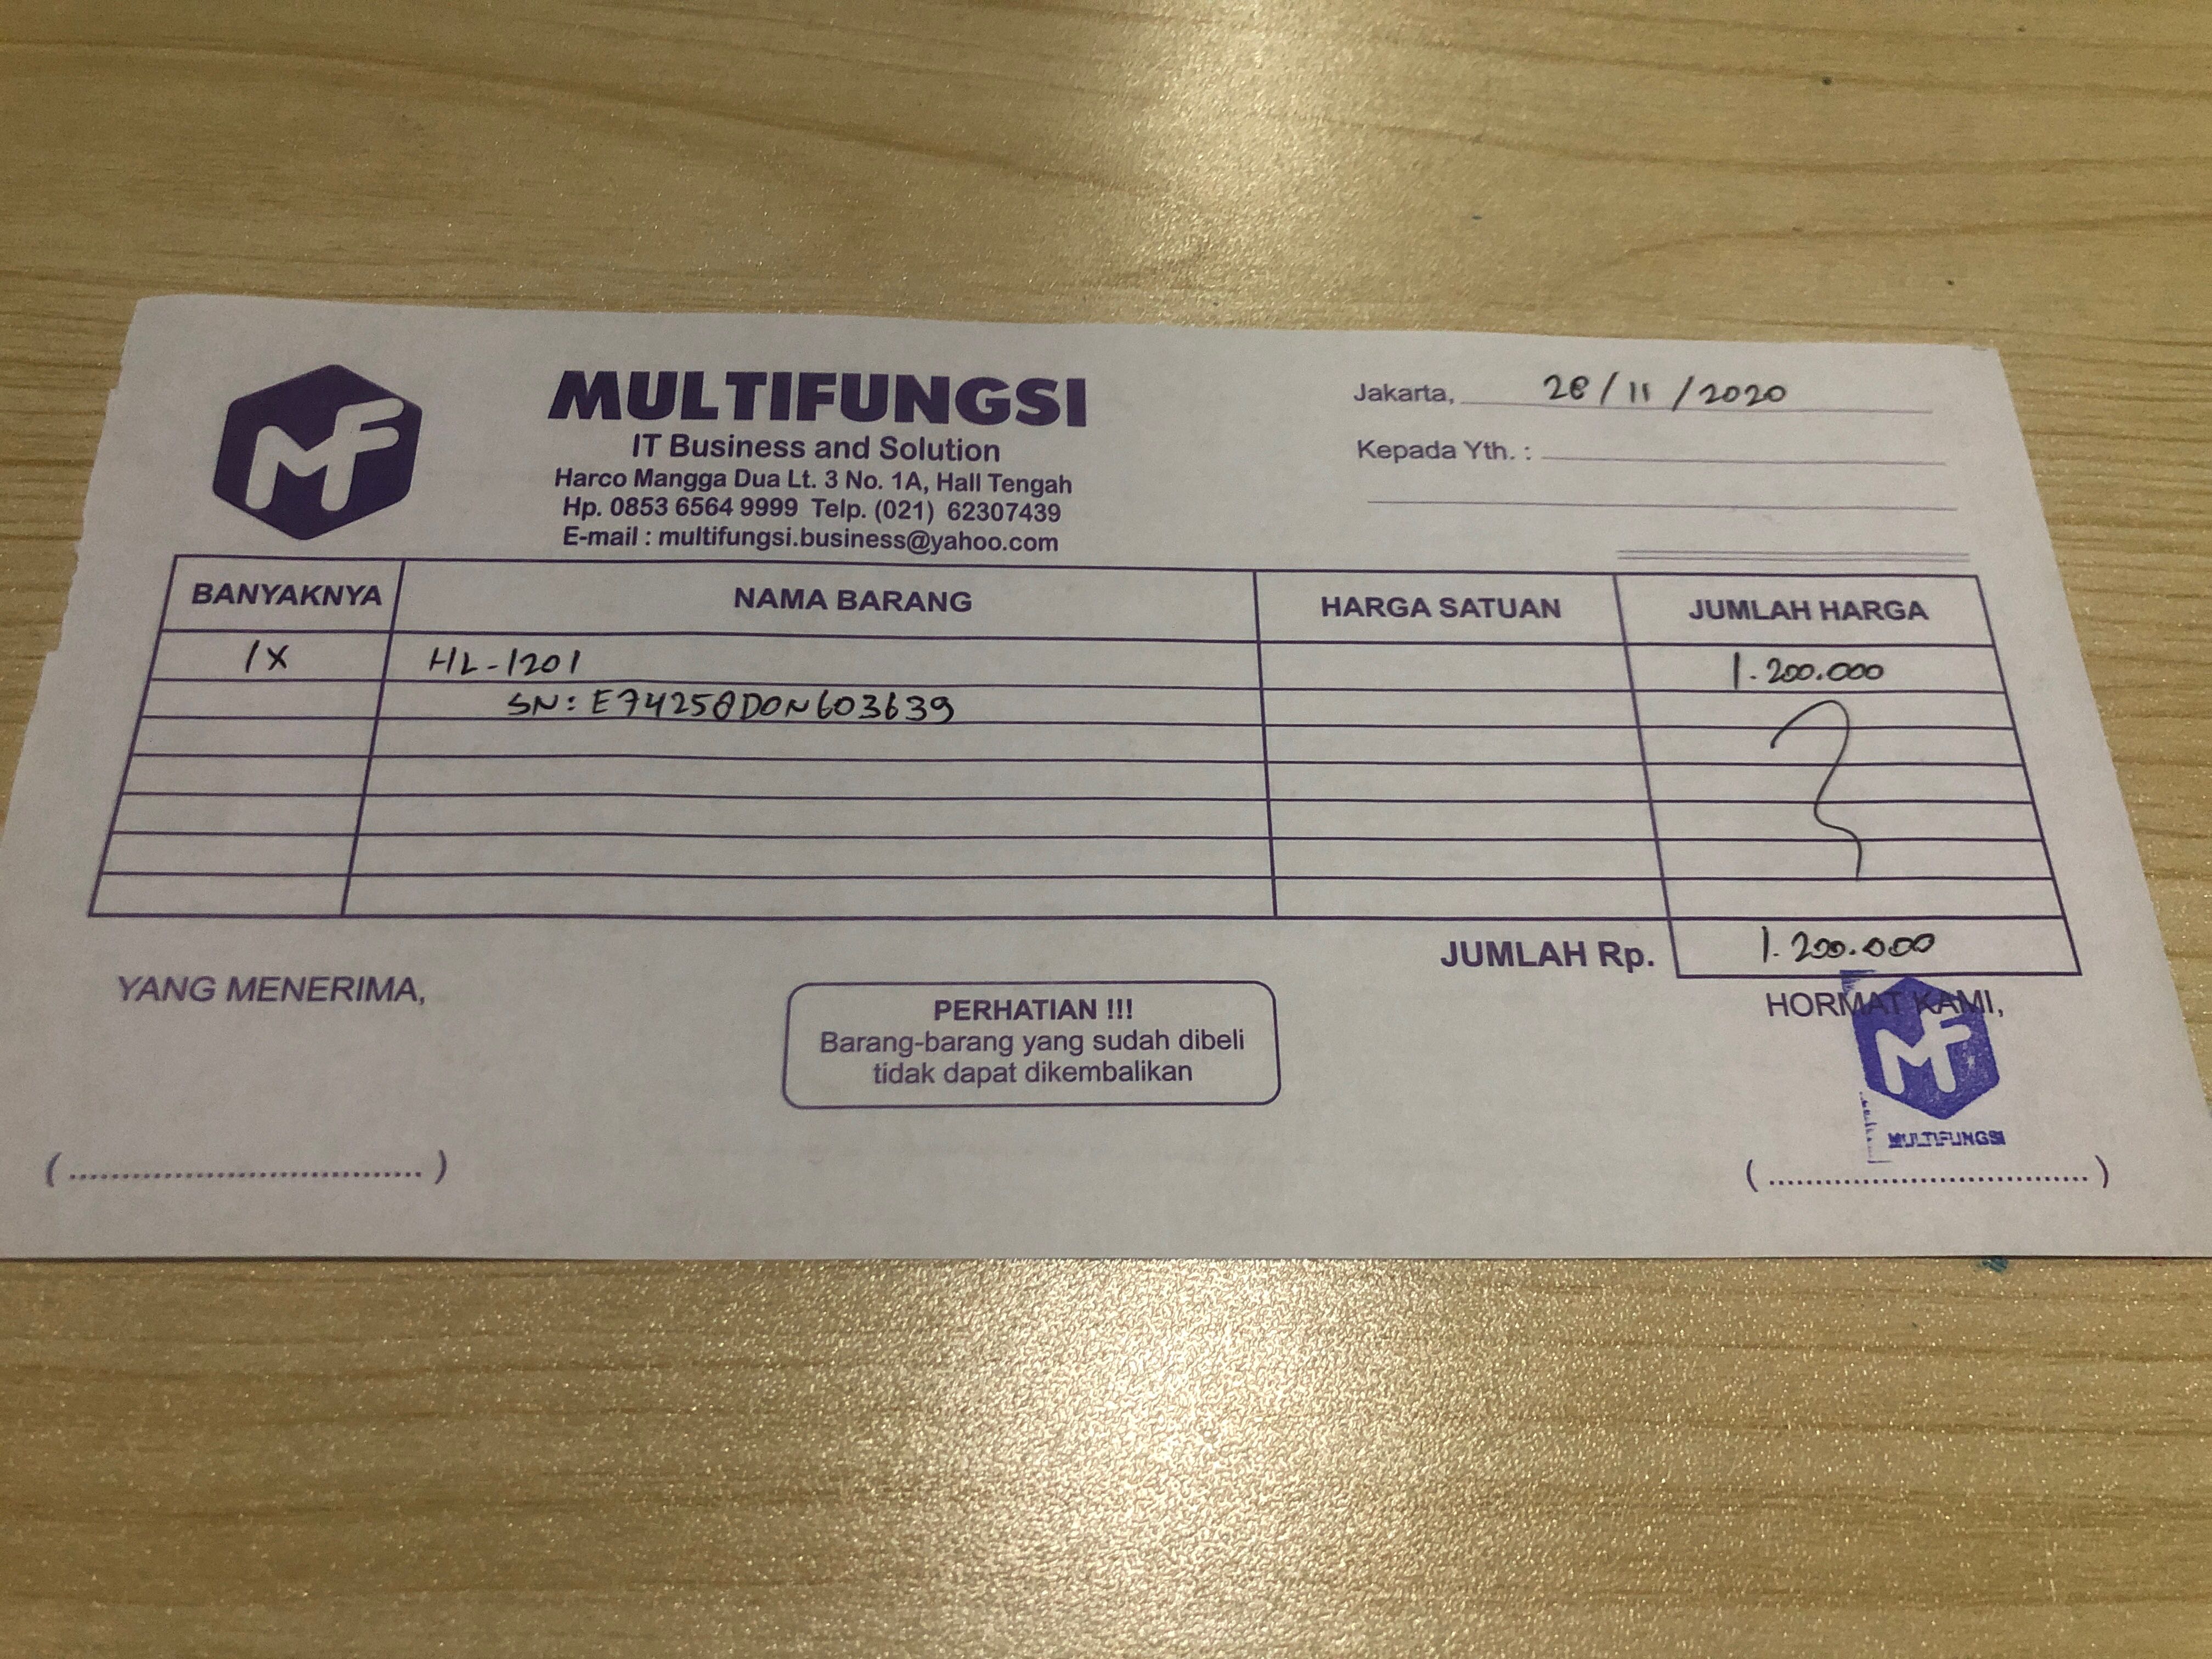 MF
MULTIFUNGSI
IT Business and Solution
Harco Mangga Dua Lt. 3 No. 1A, Hall Tengah
Hp. 0853 6564 9999 Telp. (021) 62307439
E-mail : multifungsi.business@yahoo.com
Jakarta, 28/11/2020
Kepada Yth. :
BANYAKNYA NAMA BARANG HARGA SATUAN JUMLAH HARGA
1X HL-1201 1.200.000
SN: E74258D0N603639
JUMLAH Rp. 1.200.000
YANG MENERIMA,
PERHATIAN !!!
Barang-barang yang sudah dibeli
tidak dapat dikembalikan
HORMAT KAMI,
MF
MULTIFUNGSI
(....................................)
(....................................)